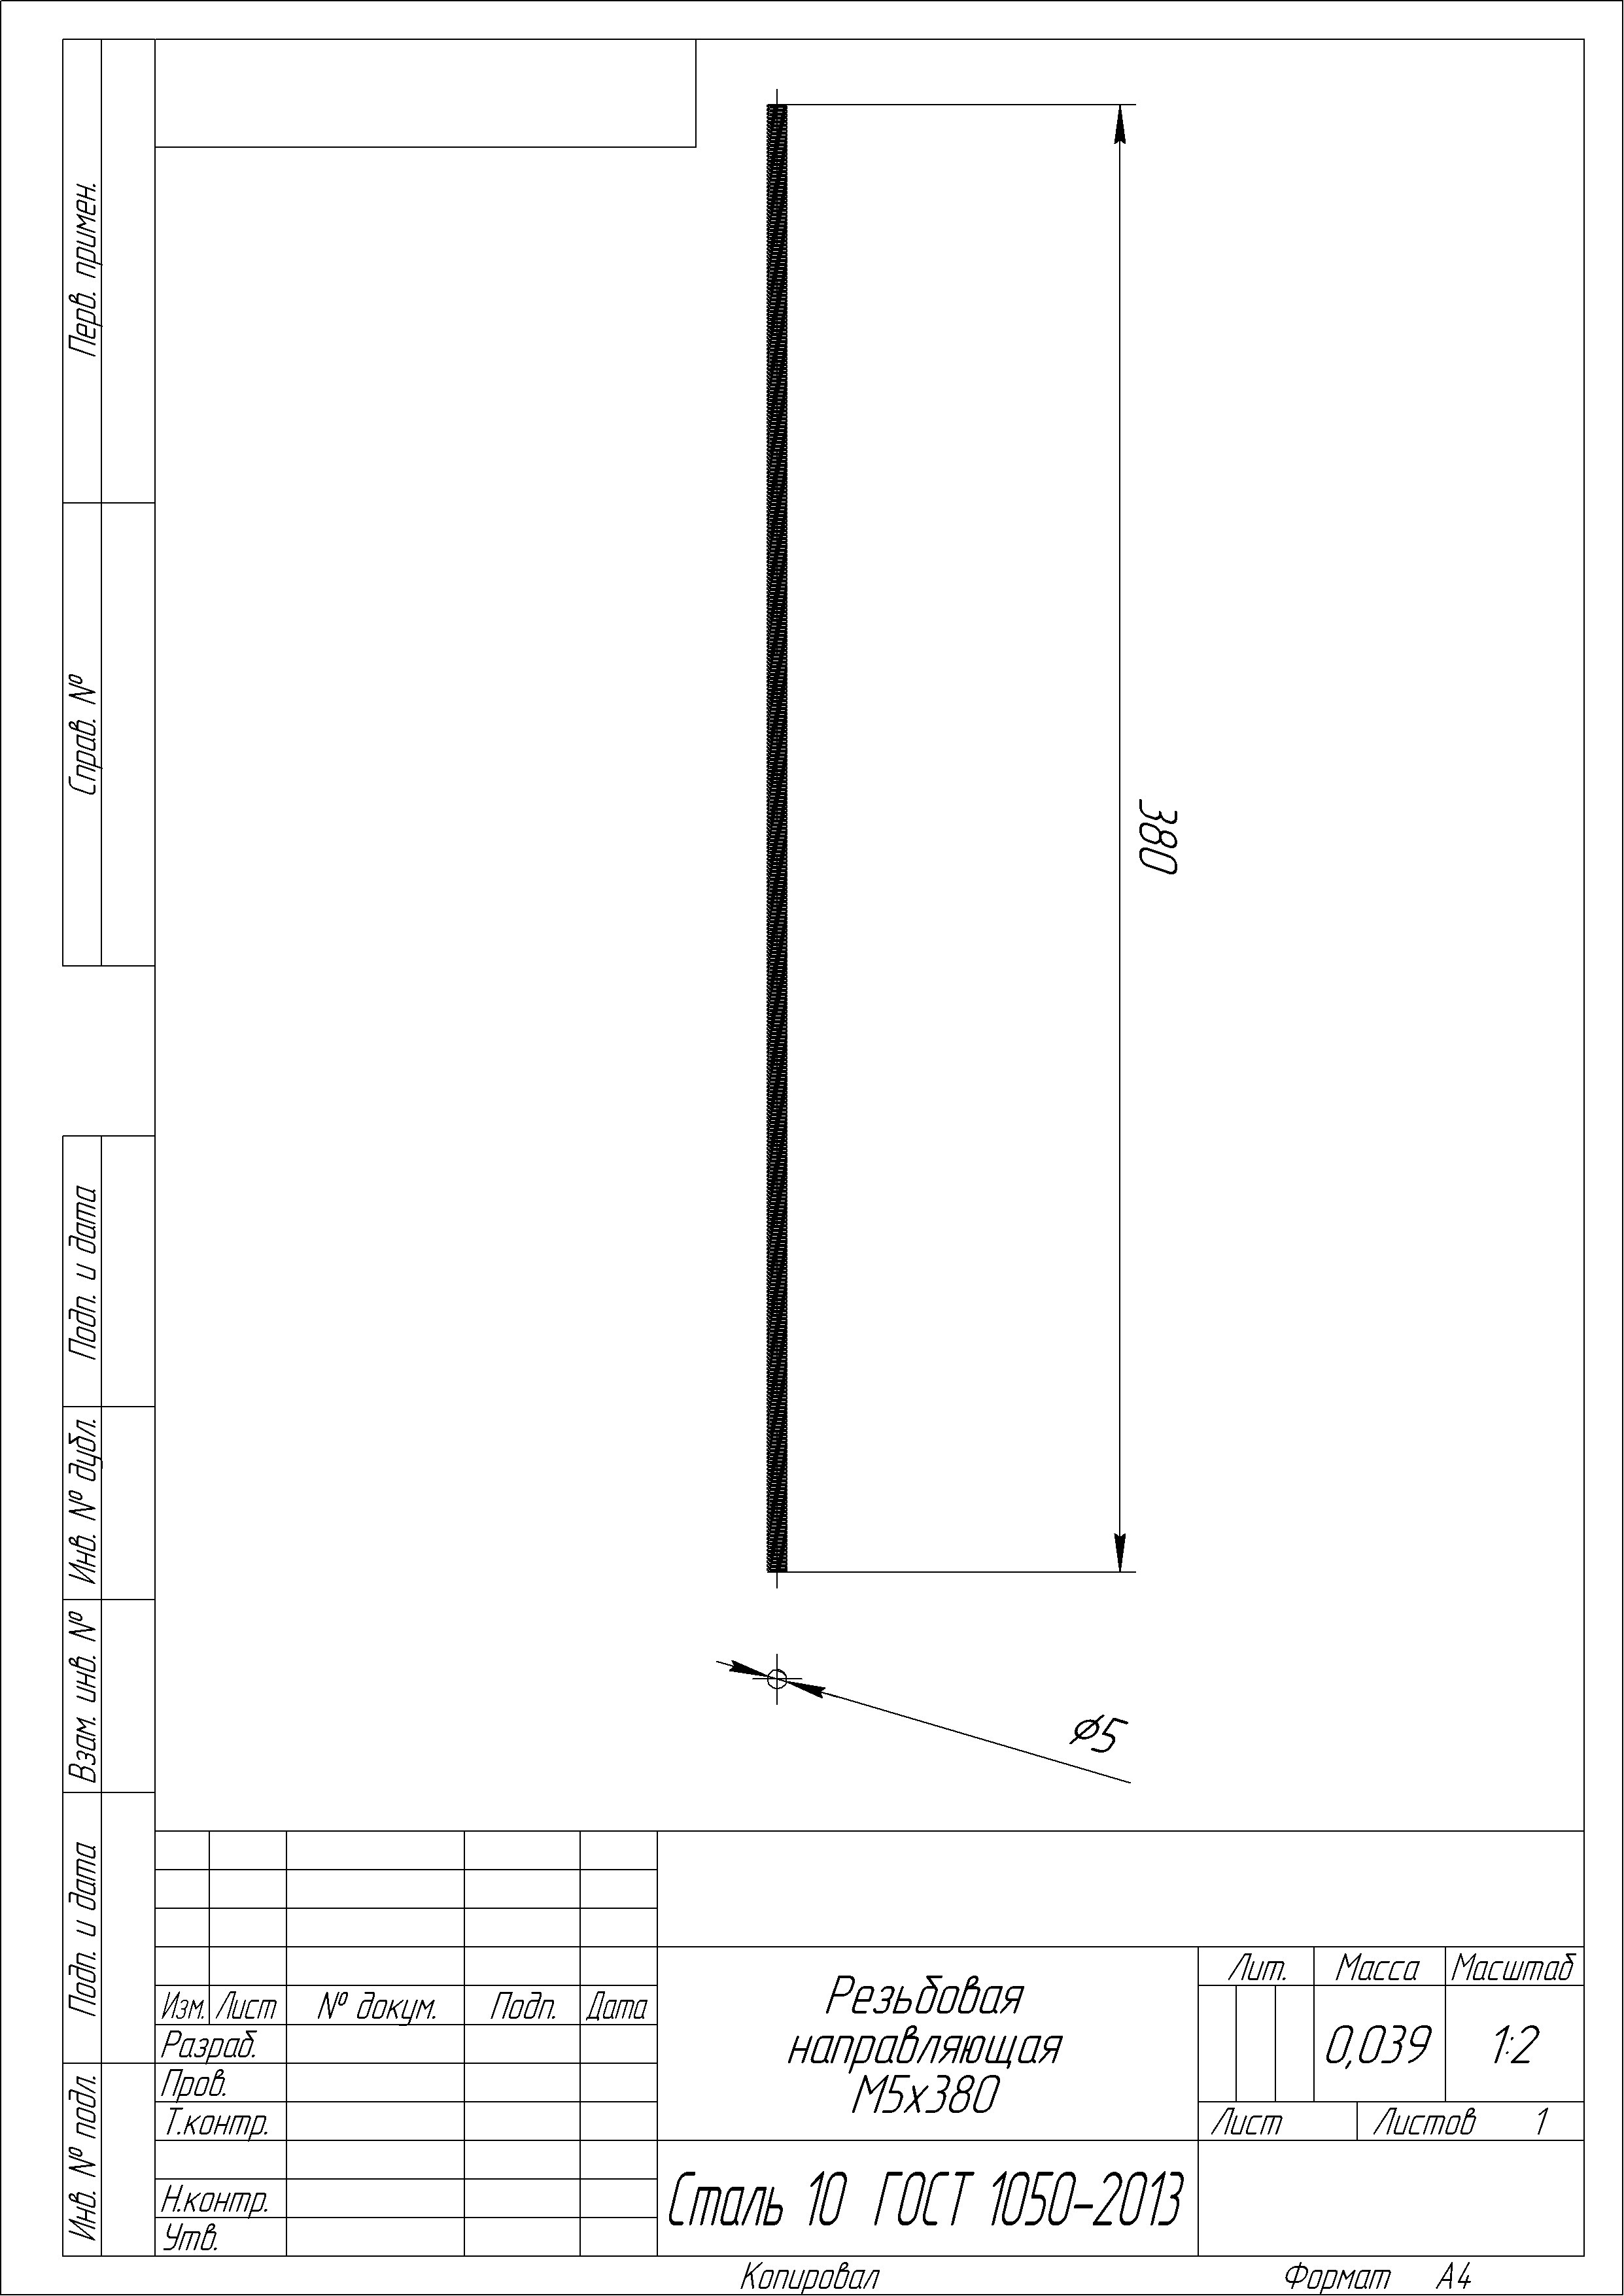 Перв. примен.
Справ. №
Подп. и дата
Инв. № дубл.
Взам. инв. №
Подп. и дата
Инв. № подл.
380
⌀5
Изм. Лист № докум. Подп. Дата
Разраб.
Пров.
Т.контр.
Н.контр.
Утв.
Резьбовая
направляющая
М5х380
Сталь 10 ГОСТ 1050-2013
Лит. Масса Масштаб
0,039 1:2
Лист Листов 1
Копировал Формат А4